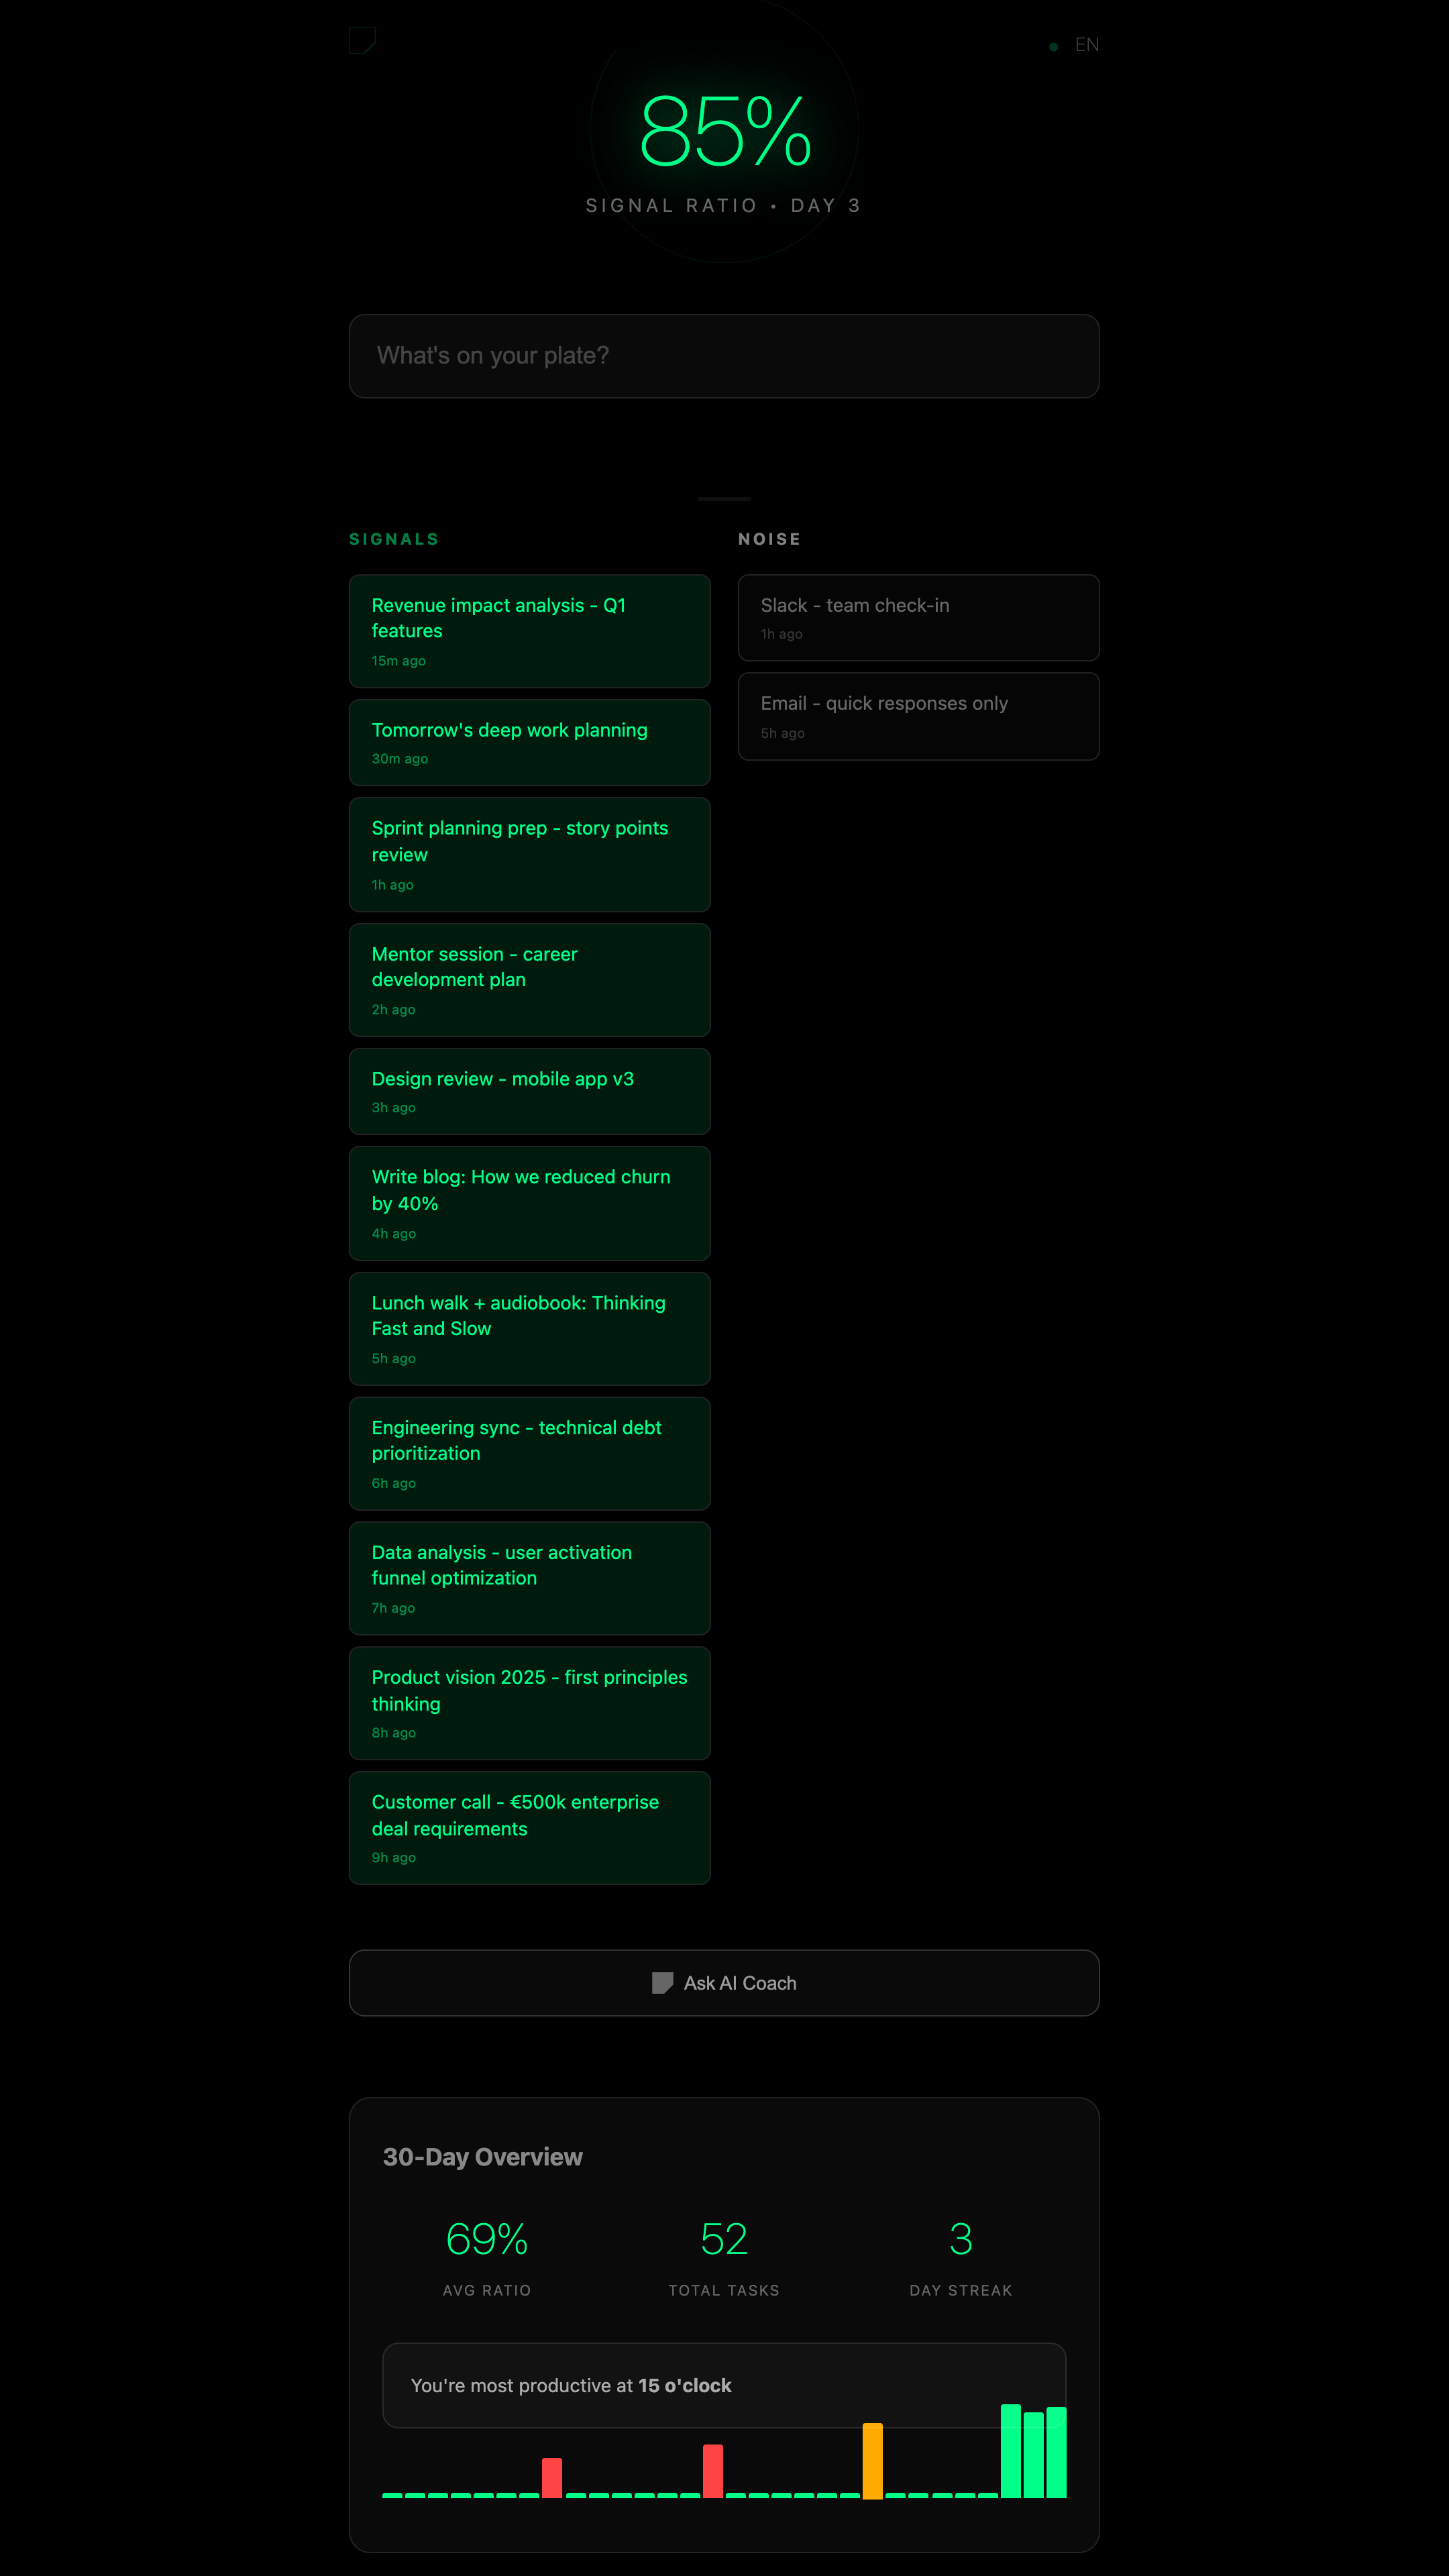 EN
85%
SIGNAL RATIO • DAY 3
What's on your plate?
SIGNALS
Revenue impact analysis - Q1
features
15m ago
Tomorrow's deep work planning
30m ago
Sprint planning prep - story points
review
1h ago
Mentor session - career
development plan
2h ago
Design review - mobile app v3
3h ago
Write blog: How we reduced churn
by 40%
4h ago
Lunch walk + audiobook: Thinking
Fast and Slow
5h ago
Engineering sync - technical debt
prioritization
6h ago
Data analysis - user activation
funnel optimization
7h ago
Product vision 2025 - first principles
thinking
8h ago
Customer call - €500k enterprise
deal requirements
9h ago
NOISE
Slack - team check-in
1h ago
Email - quick responses only
5h ago
Ask AI Coach
30-Day Overview
69%
AVG RATIO
52
TOTAL TASKS
3
DAY STREAK
You're most productive at 15 o'clock